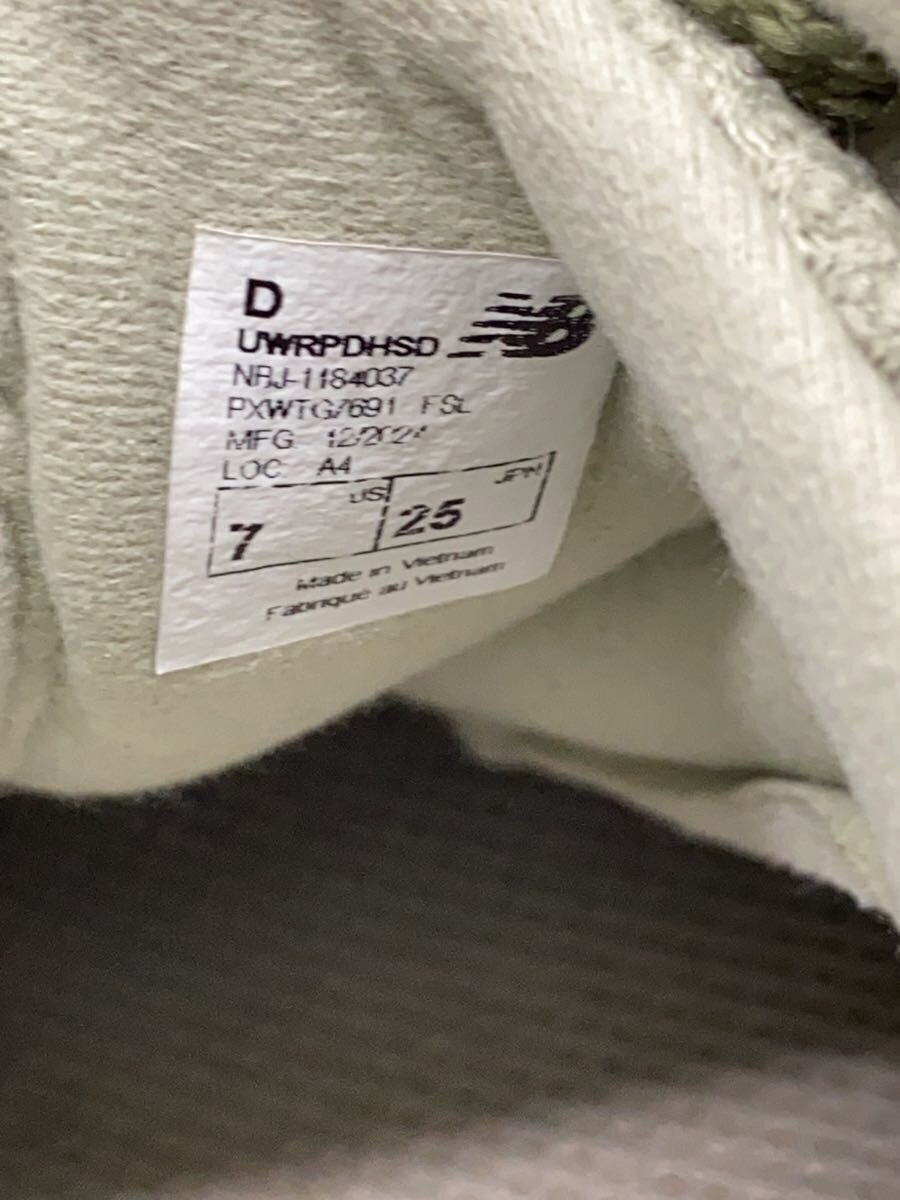 D
UWRPDHSD
NBJ-1184037
PXWTG7691 FSL
MFG 12/2024
LOC A4
US JPN
7 25
Made in Vietnam
Fabriqué au Vietnam